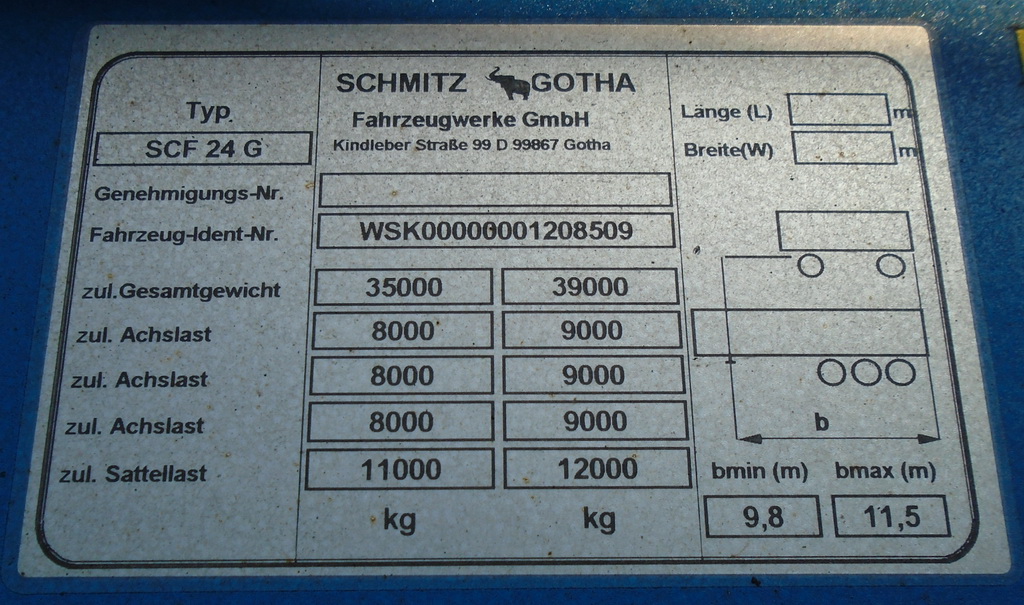 SCHMITZ GOTHA
Fahrzeugwerke GmbH
Kindleber Straße 99 D 99867 Gotha
Typ
SCF 24 G
Länge (L) m
Breite(W) m
Genehmigungs-Nr.
Fahrzeug-Ident-Nr. WSK00000001208509
zul.Gesamtgewicht 35000 39000
zul. Achslast 8000 9000
zul. Achslast 8000 9000
zul. Achslast 8000 9000
zul. Sattellast 11000 12000
kg kg
b
bmin (m) bmax (m)
9,8 11,5